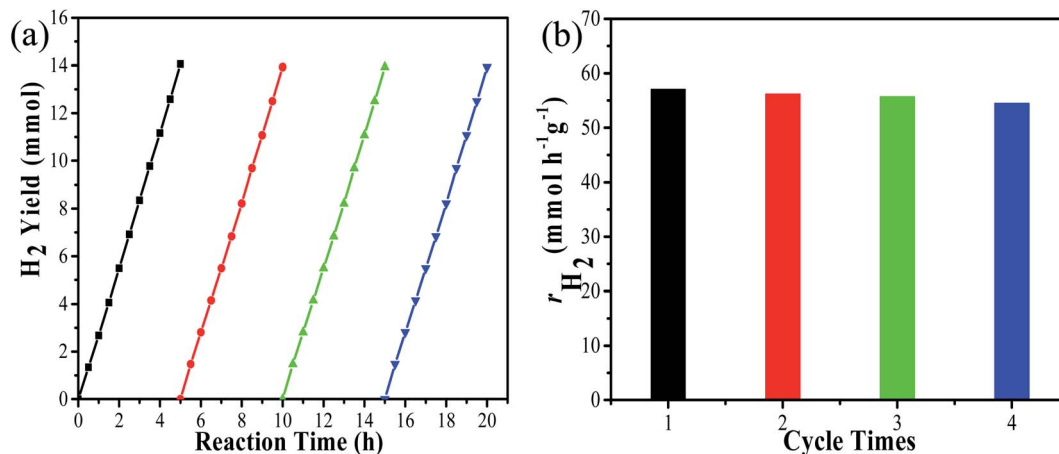 (a)
H2 Yield (mmol)
16
14
12
10
8
6
4
2
0
0 2 4 6 8 10 12 14 16 18 20
Reaction Time (h)
(b)
rH2 (mmol h-1g-1)
70
60
50
40
30
20
10
0
1 2 3 4
Cycle Times